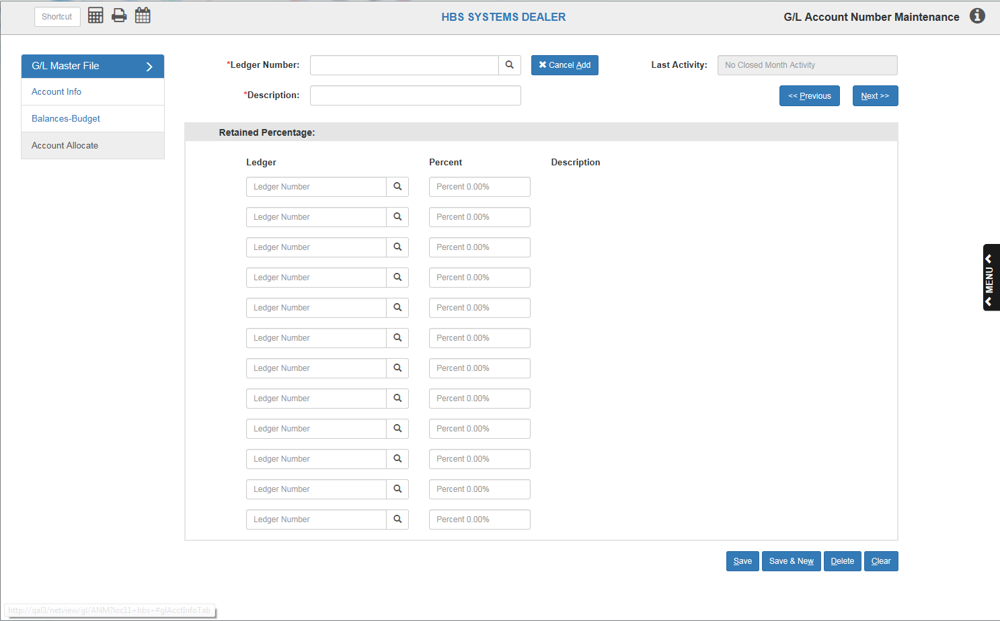 Shortcut
HBS SYSTEMS DEALER
G/L Account Number Maintenance
G/L Master File
Account Info
Balances-Budget
Account Allocate
*Ledger Number:
Cancel Add
Last Activity:
No Closed Month Activity
*Description:
<< Previous
Next >>
Retained Percentage:
Ledger Percent Description
Ledger Number Percent 0.00%
Ledger Number Percent 0.00%
Ledger Number Percent 0.00%
Ledger Number Percent 0.00%
Ledger Number Percent 0.00%
Ledger Number Percent 0.00%
Ledger Number Percent 0.00%
Ledger Number Percent 0.00%
Ledger Number Percent 0.00%
Ledger Number Percent 0.00%
Ledger Number Percent 0.00%
Ledger Number Percent 0.00%
MENU
Save
Save & New
Delete
Clear
http://qal3/netview/gl/ANM?loc11+hbs+#glAcctInfoTab